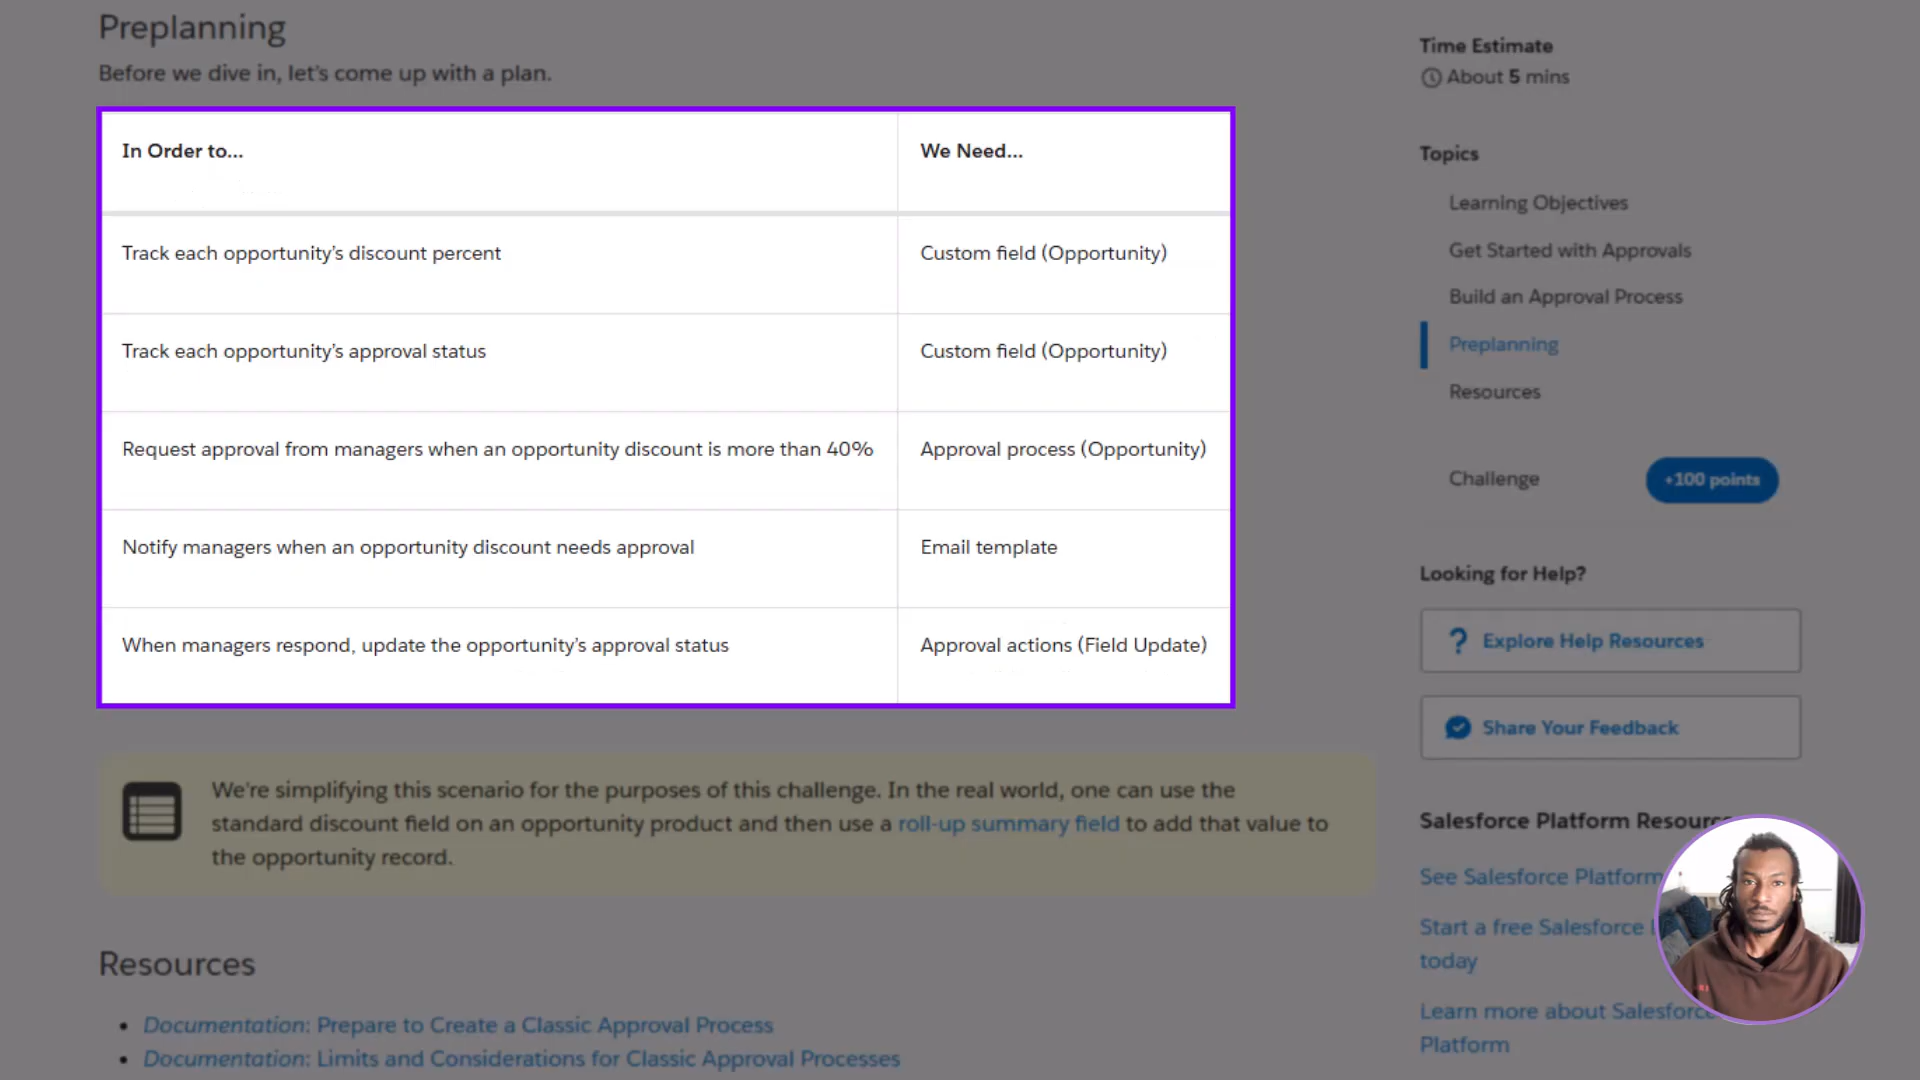 Preplanning
Before we dive in, let's come up with a plan.
In Order to...
We Need...
Track each opportunity's discount percent
Custom field (Opportunity)
Track each opportunity's approval status
Custom field (Opportunity)
Request approval from managers when an opportunity discount is more than 40%
Approval process (Opportunity)
Notify managers when an opportunity discount needs approval
Email template
When managers respond, update the opportunity's approval status
Approval actions (Field Update)
We're simplifying this scenario for the purposes of this challenge. In the real world, one can use the
standard discount field on an opportunity product and then use a roll-up summary field to add that value to
the opportunity record.
Resources
Documentation: Prepare to Create a Classic Approval Process
Documentation: Limits and Considerations for Classic Approval Processes
Time Estimate
About 5 mins
Topics
Learning Objectives
Get Started with Approvals
Build an Approval Process
Preplanning
Resources
Challenge
+100 points
Looking for Help?
Explore Help Resources
Share Your Feedback
Salesforce Platform
See Salesforce Platform
Start a free Salesforce
today
Learn more about Salesforce
Platform